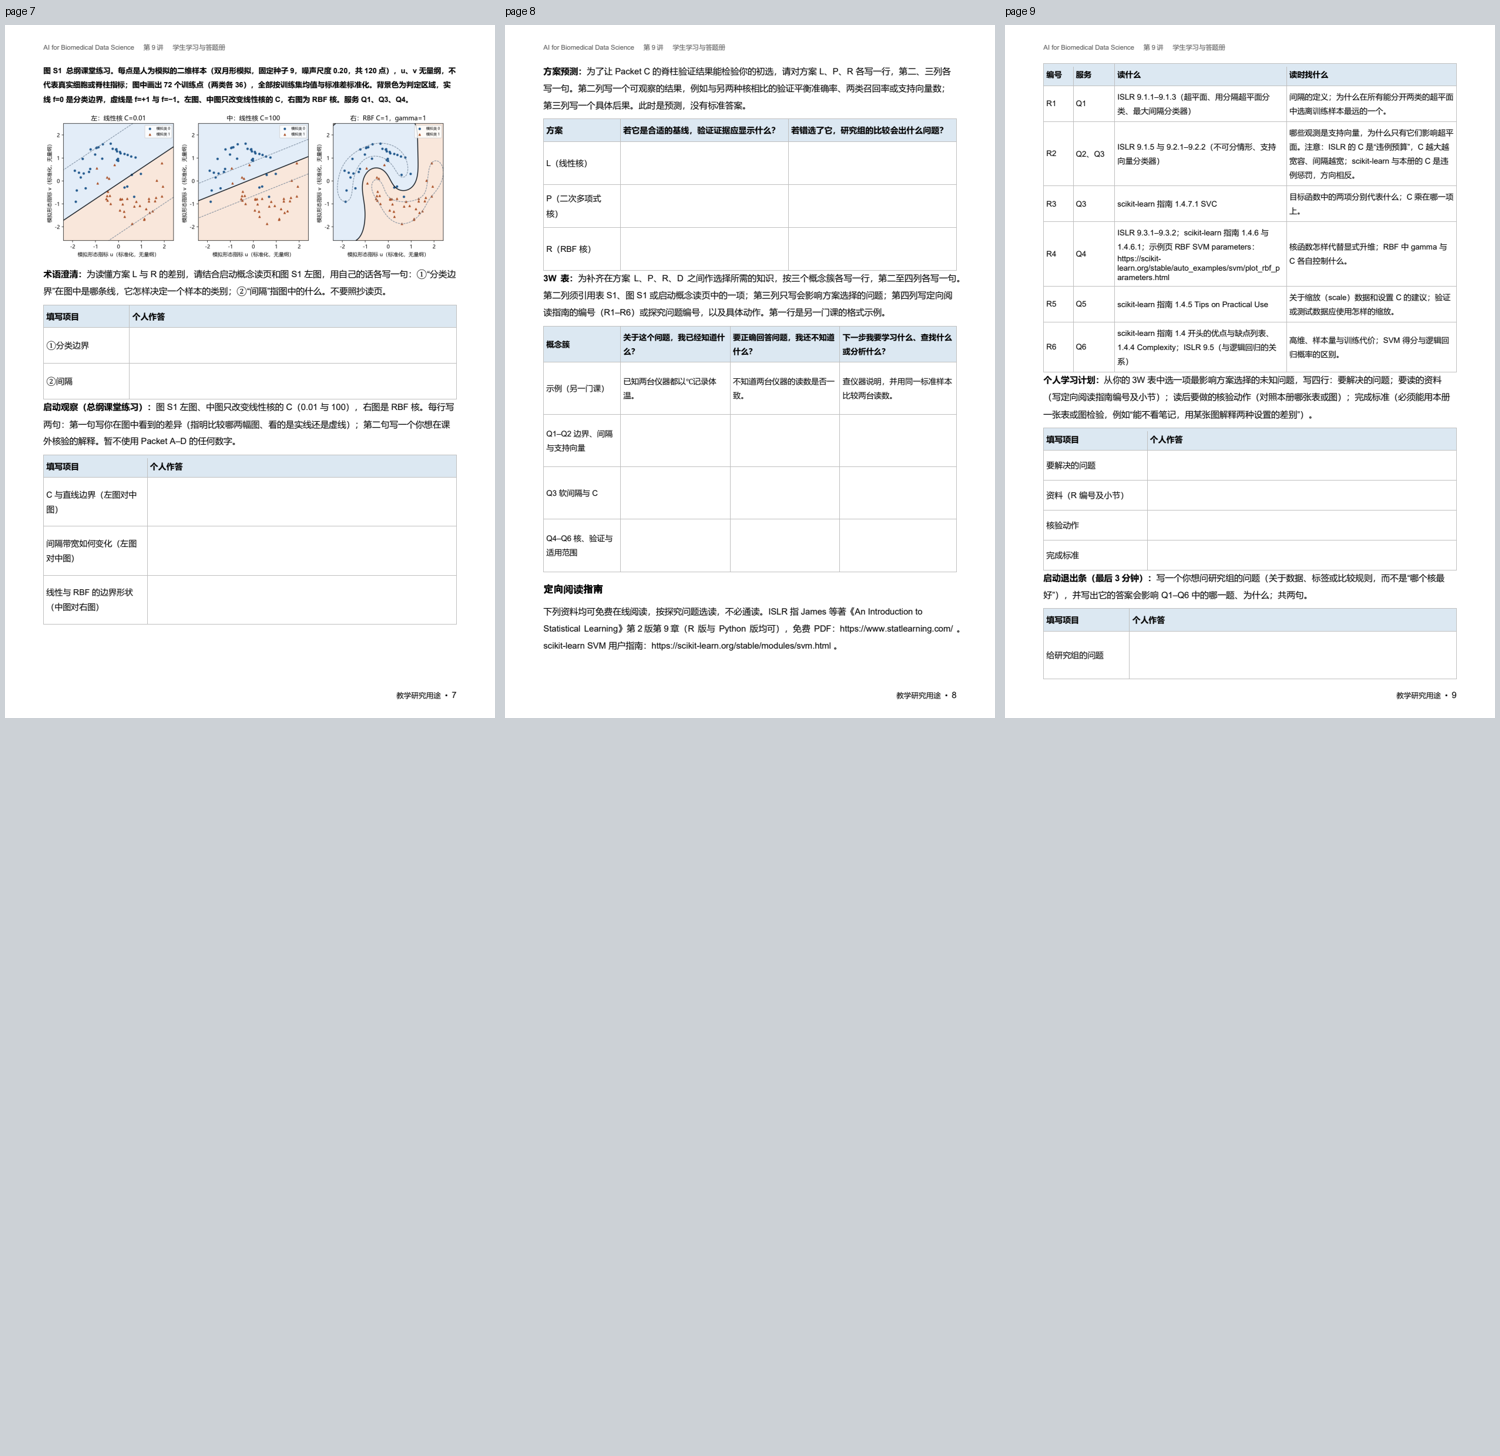 page 7
AI for Biomedical Data Science 第 9 讲 学生学习与答题册
图 S1 总纲课堂练习。每点是人为模拟的二维样本（双月形模拟，固定种子 9，噪声尺度 0.20，共 120 点），u、v 无量纲，不
代表真实细胞或脊柱指标；图中画出 72 个训练点（两类各 36），全部按训练集均值与标准差标准化。背景色为判定区域，实
线 f=0 是分类边界，虚线是 f=+1 与 f=−1。左图、中图只改变线性核的 C，右图为 RBF 核。服务 Q1、Q3、Q4。
左：线性核 C=0.01
中：线性核 C=100
右：RBF C=1，gamma=1
模拟形态指标 u（标准化，无量纲）
模拟形态指标 u（标准化，无量纲）
模拟形态指标 u（标准化，无量纲）
术语澄清：为读懂方案 L 与 R 的差别，请结合启动概念读页和图 S1 左图，用自己的话各写一句：①“分类边
界”在图中是哪条线，它怎样决定一个样本的类别；②“间隔”指图中的什么。不要照抄读页。
填写项目 个人作答
①分类边界
②间隔
启动观察（总纲课堂练习）：图 S1 左图、中图只改变线性核的 C（0.01 与 100），右图是 RBF 核。每行写
两句：第一句写你在图中看到的差异（指明比较哪两幅图、看的是实线还是虚线）；第二句写一个你想在课
外核验的解释。暂不使用 Packet A–D 的任何数字。
填写项目 个人作答
C 与直线边界（左图对中
图）
间隔带宽如何变化（左图
对中图）
线性与 RBF 的边界形状
（中图对右图）
教学研究用途 • 7
page 8
AI for Biomedical Data Science 第 9 讲 学生学习与答题册
方案预测：为了让 Packet C 的脊柱验证结果能检验你的初选，请对方案 L、P、R 各写一行，第二、三列各
写一句。第二列写一个可观察的结果，例如与另两种核相比的验证平衡准确率、两类召回率或支持向量数；
第三列写一个具体后果。此时是预测，没有标准答案。
方案 若它是合适的基线，验证证据应显示什么？ 若错选了它，研究组的比较会出什么问题？
L（线性核）
P（二次多项式
核）
R（RBF 核）
3W 表：为补齐在方案 L、P、R、D 之间作选择所需的知识，按三个概念簇各写一行，第二至四列各写一句。
第二列须引用表 S1、图 S1 或启动概念读页中的一项；第三列只写会影响方案选择的问题；第四列写定向阅
读指南的编号（R1–R6）或探究问题编号，以及具体动作。第一行是另一门课的格式示例。
概念簇 关于这个问题，我已经知道什么？ 要正确回答问题，我还不知道什么？ 下一步我要学习什么、查找什么或分析什么？
示例（另一门课） 已知两台仪器都以℃记录体温。 不知道两台仪器的读数是否一致。 查仪器说明，并用同一标准样本比较两台读数。
Q1–Q2 边界、间隔
与支持向量
Q3 软间隔与 C
Q4–Q6 核、验证与
适用范围
定向阅读指南
下列资料均可免费在线阅读，按探究问题选读，不必通读。ISLR 指 James 等著《An Introduction to
Statistical Learning》第 2 版第 9 章（R 版与 Python 版均可），免费 PDF：https://www.statlearning.com/ 。
scikit-learn SVM 用户指南：https://scikit-learn.org/stable/modules/svm.html 。
教学研究用途 • 8
page 9
AI for Biomedical Data Science 第 9 讲 学生学习与答题册
编号 服务 读什么 读时找什么
R1 Q1 ISLR 9.1.1–9.1.3（超平面、用分隔超平面分类、最大间隔分类器） 间隔的定义；为什么在所有能分开两类的超平面中选离训练样本最远的一个。
R2 Q2、Q3 ISLR 9.1.5 与 9.2.1–9.2.2（不可分情形、支持向量分类器） 哪些观测是支持向量，为什么只有它们影响超平面。注意：ISLR 的 C 是“违例预算”，C 越大越宽容、间隔越宽；scikit-learn 与本册的 C 是违例惩罚，方向相反。
R3 Q3 scikit-learn 指南 1.4.7.1 SVC 目标函数中的两项分别代表什么；C 乘在哪一项上。
R4 Q4 ISLR 9.3.1–9.3.2；scikit-learn 指南 1.4.6 与 1.4.6.1；示例页 RBF SVM parameters：https://scikit-learn.org/stable/auto_examples/svm/plot_rbf_parameters.html 核函数怎样代替显式升维；RBF 中 gamma 与 C 各自控制什么。
R5 Q5 scikit-learn 指南 1.4.5 Tips on Practical Use 关于缩放（scale）数据和设置 C 的建议；验证或测试数据应使用怎样的缩放。
R6 Q6 scikit-learn 指南 1.4 开头的优点与缺点列表、1.4.4 Complexity；ISLR 9.5（与逻辑回归的关系） 高维、样本量与训练代价；SVM 得分与逻辑回归概率的区别。
个人学习计划：从你的 3W 表中选一项最影响方案选择的未知问题，写四行：要解决的问题；要读的资料
（写定向阅读指南编号及小节）；读后要做的核验动作（对照本册哪张表或图）；完成标准（必须能用本册
一张表或图检验，例如“能不看笔记，用某张图解释两种设置的差别”）。
填写项目 个人作答
要解决的问题
资料（R 编号及小节）
核验动作
完成标准
启动退出条（最后 3 分钟）：写一个你想问研究组的问题（关于数据、标签或比较规则，而不是“哪个核最
好”），并写出它的答案会影响 Q1–Q6 中的哪一题、为什么；共两句。
填写项目 个人作答
给研究组的问题
教学研究用途 • 9